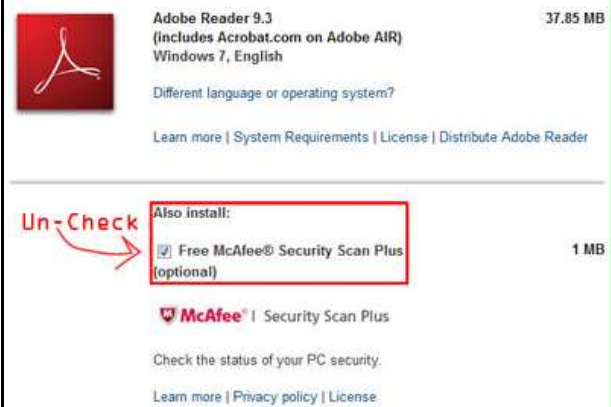 Adobe Reader 9.3 37.85 MB
(includes Acrobat.com on Adobe AIR)
Windows 7, English
Different language or operating system?
Learn more | System Requirements | License | Distribute Adobe Reader
Un-Check
Also install:
Free McAfee® Security Scan Plus 1 MB
(optional)
McAfee® | Security Scan Plus
Check the status of your PC security.
Learn more | Privacy policy | License